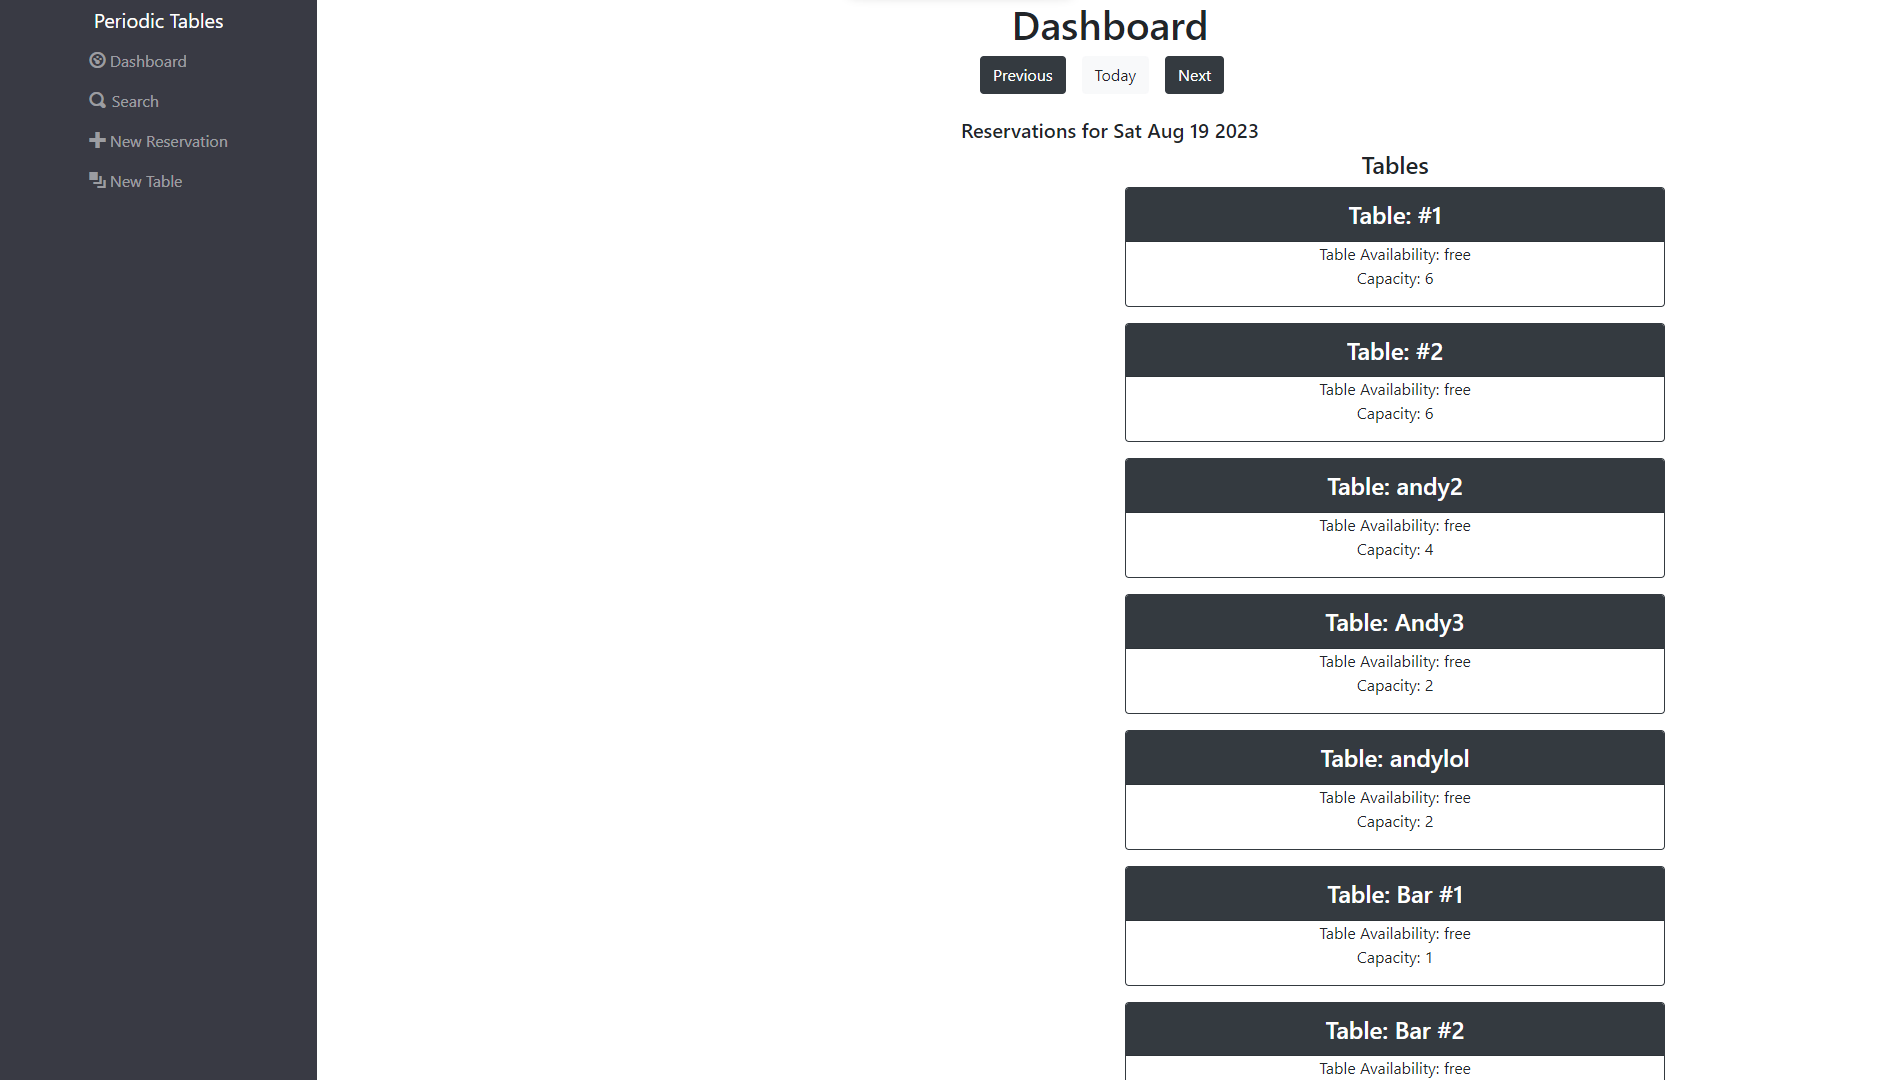 Periodic Tables
Dashboard
Search
New Reservation
New Table
Dashboard
Previous Today Next
Reservations for Sat Aug 19 2023
Tables
Table: #1
Table Availability: free
Capacity: 6
Table: #2
Table Availability: free
Capacity: 6
Table: andy2
Table Availability: free
Capacity: 4
Table: Andy3
Table Availability: free
Capacity: 2
Table: andylol
Table Availability: free
Capacity: 2
Table: Bar #1
Table Availability: free
Capacity: 1
Table: Bar #2
Table Availability: free